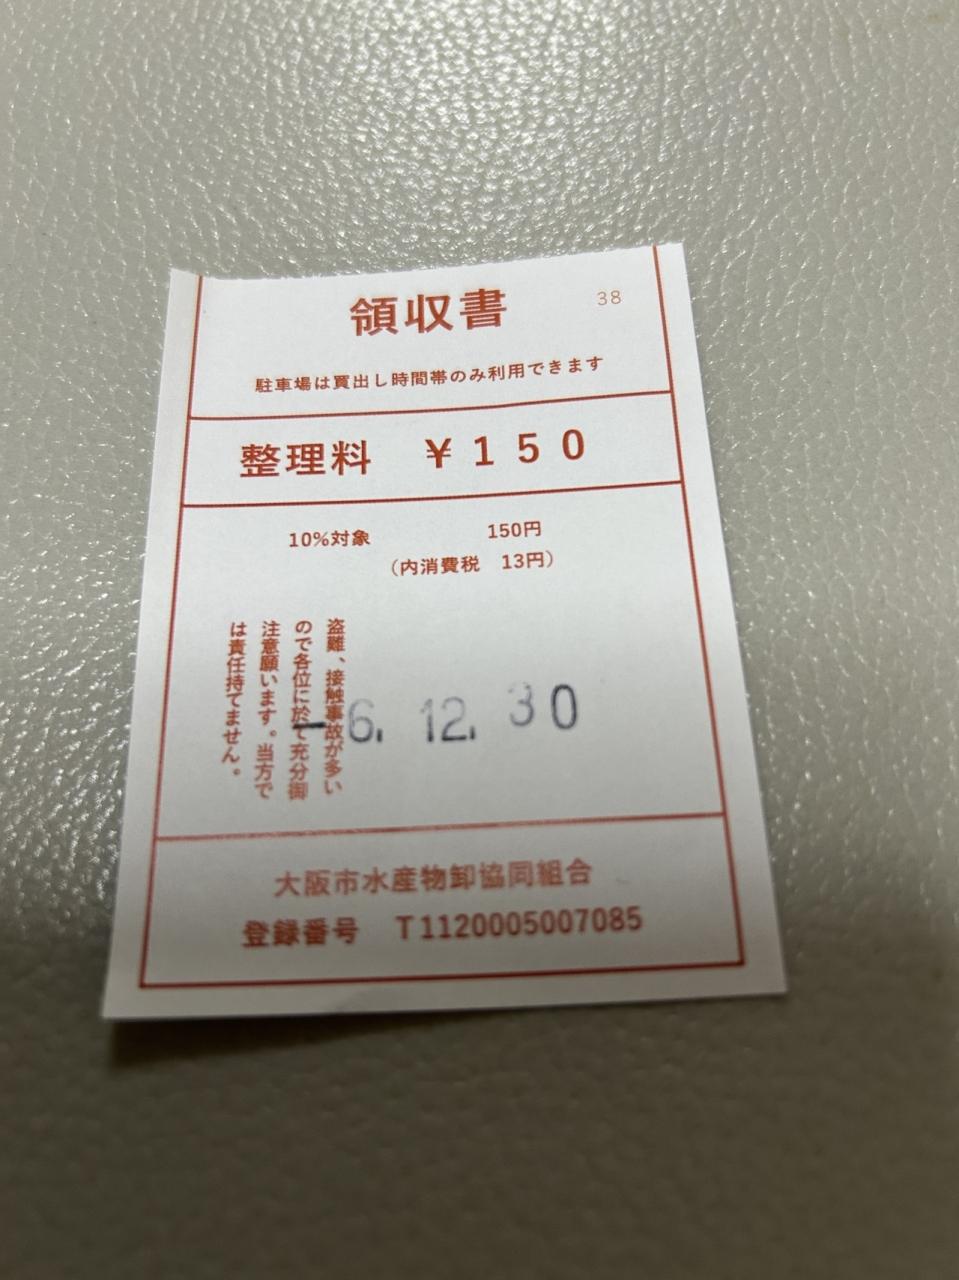 領収書
38
駐車場は買出し時間帯のみ利用できます
整理料 ¥150
10%対象 150円
（内消費税 13円）
盗難、接触事故が多い
ので各位に於て充分御
注意願います。当方で
は責任持てません。
-6. 12. 30
大阪市水産物卸協同組合
登録番号 T1120005007085